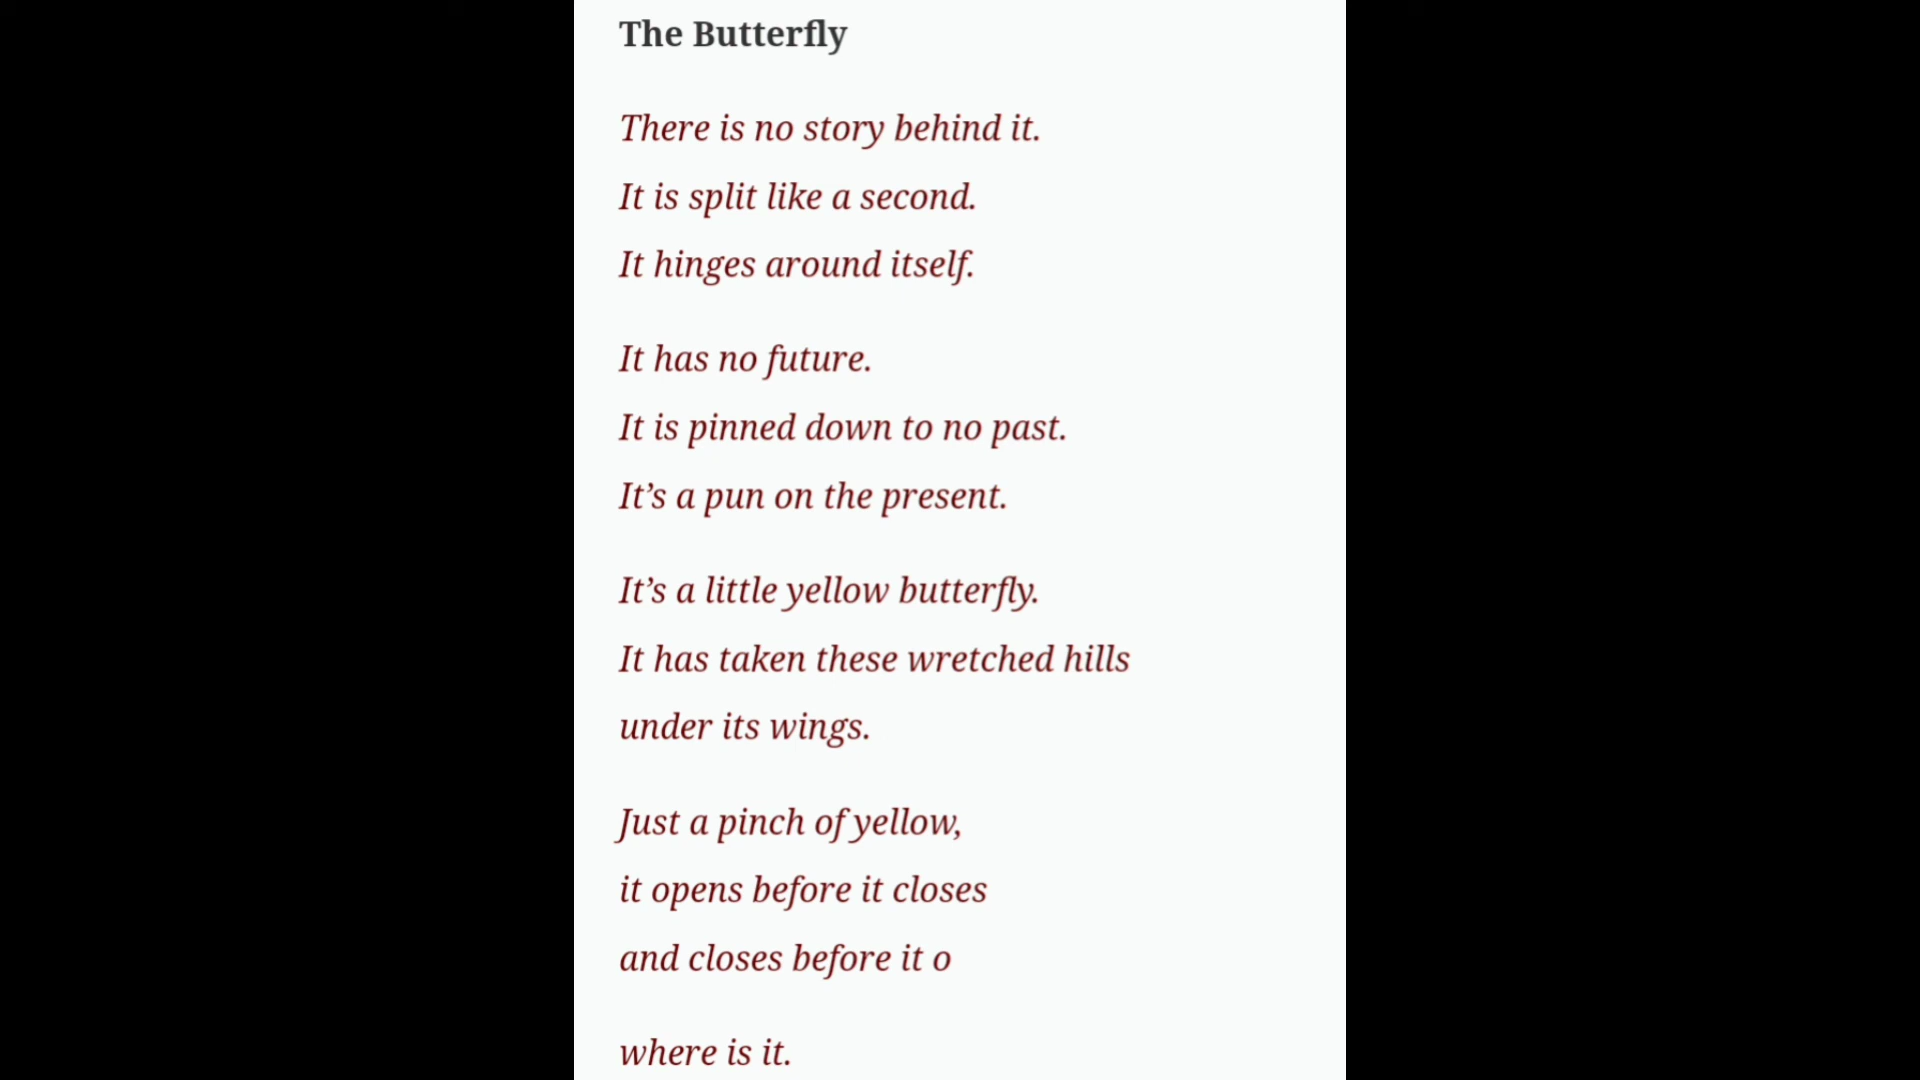 The Butterfly
There is no story behind it.
It is split like a second.
It hinges around itself.
It has no future.
It is pinned down to no past.
It’s a pun on the present.
It’s a little yellow butterfly.
It has taken these wretched hills
under its wings.
Just a pinch of yellow,
it opens before it closes
and closes before it o
where is it.